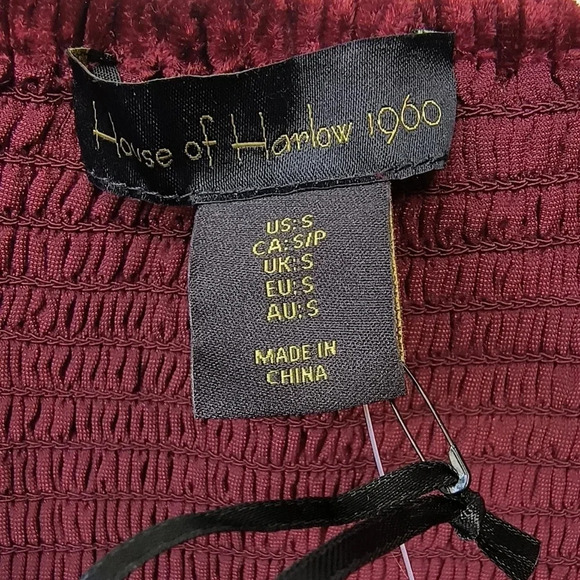 House of Harlow 1960
US: S
CA: S/P
UK: S
EU: S
AU: S
MADE IN
CHINA